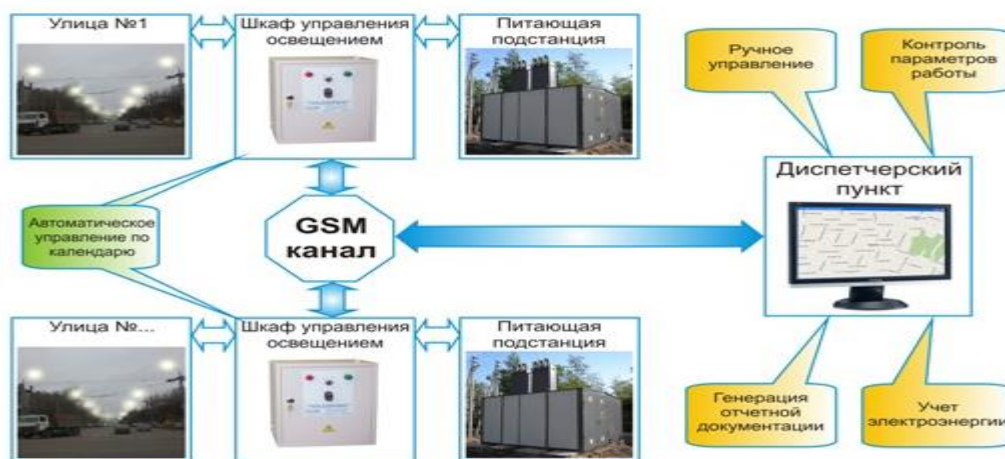 Улица №1
Шкаф управления
освещением
Питающая
подстанция
Ручное
управление
Контроль
параметров
работы
Диспетчерский
пункт
Автоматическое
управление по
календарю
GSM
канал
Улица №...
Шкаф управления
освещением
Питающая
подстанция
Генерация
отчетной
документации
Учет
электроэнергии